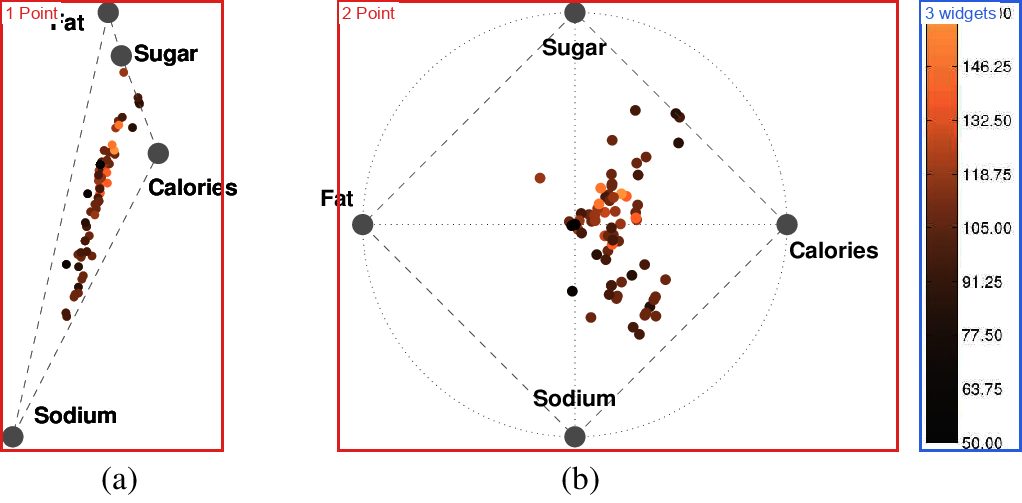 1 Point
Fat
Sugar
Calories
Sodium
(a)
2 Point
Sugar
Fat
Calories
Sodium
(b)
3 widgets
146.25
132.50
118.75
105.00
91.25
77.50
63.75
50.00